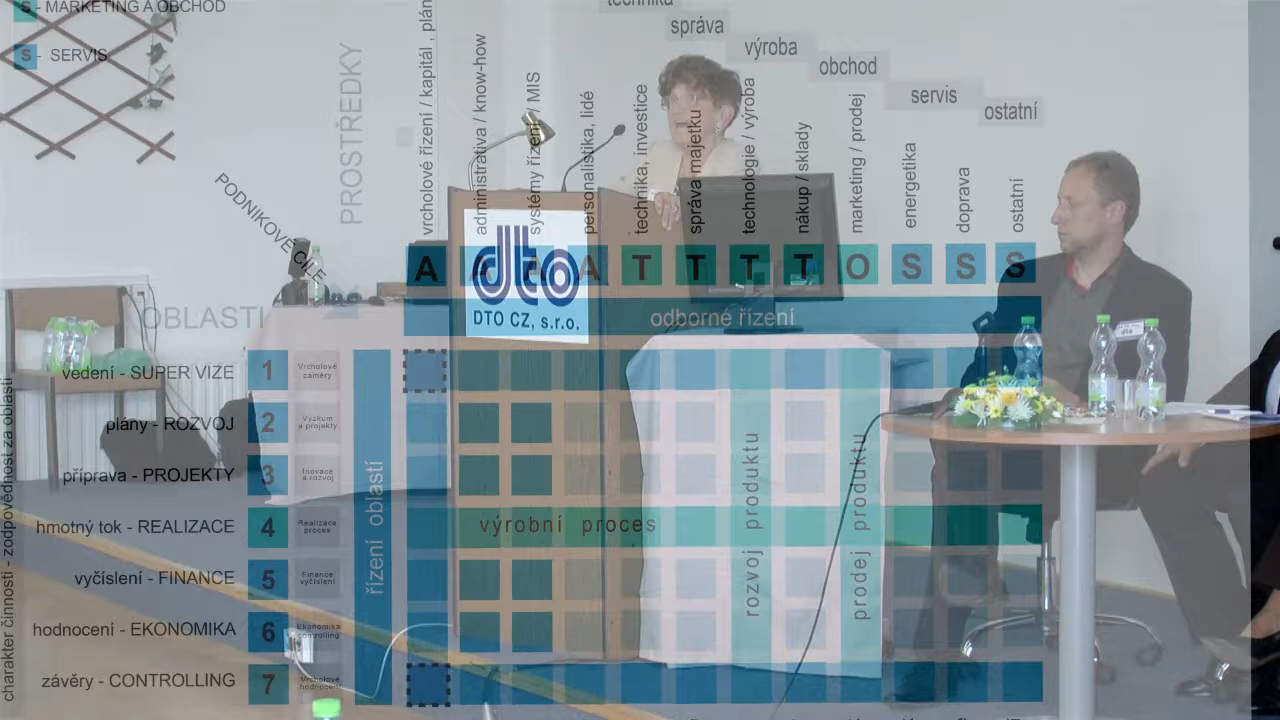 S - MARKETING A OBCHOD
S - SERVIS
technika
správa
výroba
obchod
servis
ostatní
PROSTŘEDKY
PODNIKOVÉ CÍLE
OBLASTI
vrcholové řízení / kapitál , plán
administrativa / know-how
systémy řízení / MIS
personalistika, lidé
technika, investice
správa majetku
technologie / výroba
nákup / sklady
marketing / prodej
energetika
doprava
ostatní
A A A A T T T T O S S S
dto
DTO CZ, s.r.o.
odborné řízení
charakter činnosti - zodpovědnost za oblasti
vedení - SUPER VIZE 1 Vrcholové záměry
plány - ROZVOJ 2 Výzkum a projekty
příprava - PROJEKTY 3 Inovace a rozvoj
hmotný tok - REALIZACE 4 Realizace proces
vyčíslení - FINANCE 5 Finance vyčíslení
hodnocení - EKONOMIKA 6 Ekonomika controlling
závěry - CONTROLLING 7 Vrcholové hodnocení
řízení oblastí
výrobní proces
rozvoj produktu
prodej produktu